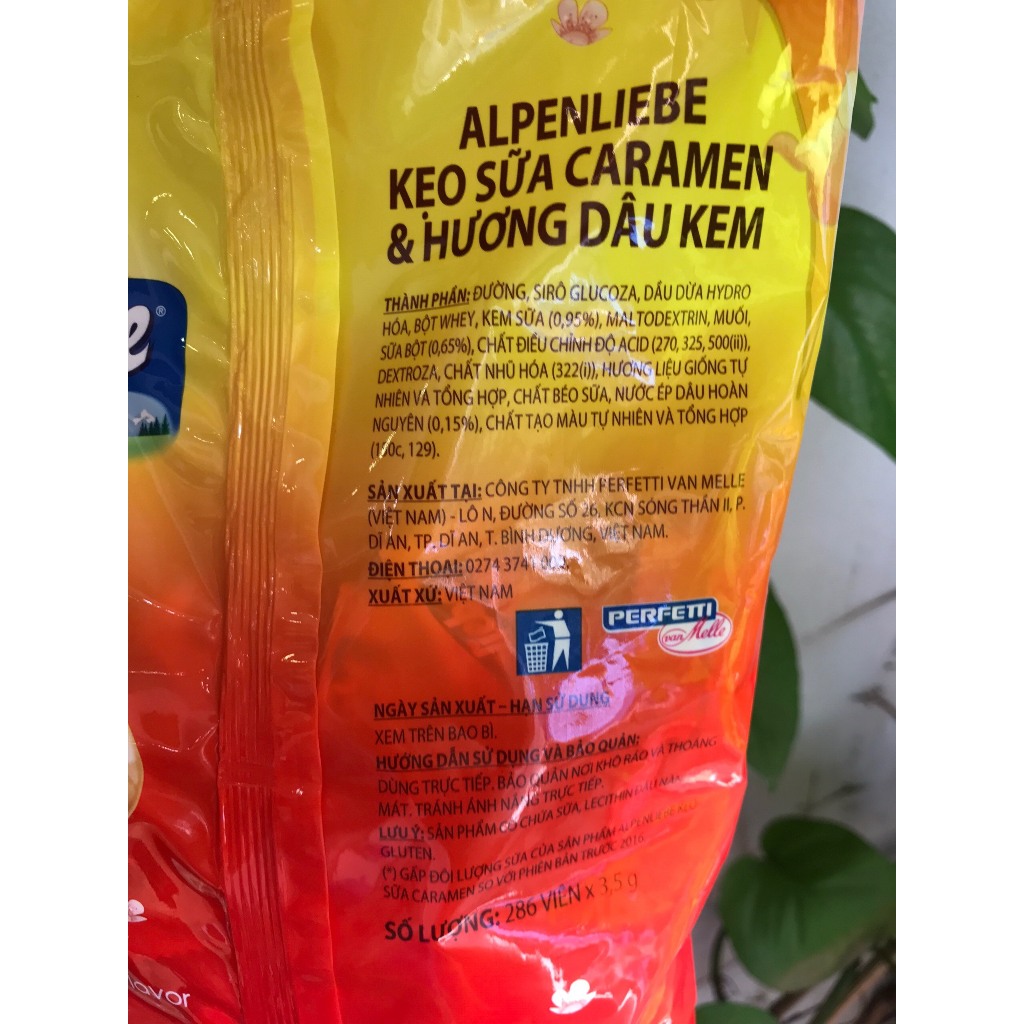 ALPENLIEBE
KẸO SỮA CARAMEN
& HƯƠNG DÂU KEM
THÀNH PHẦN: ĐƯỜNG, SIRÔ GLUCOZA, DẦU DỪA HYDRO
HÓA, BỘT WHEY, KEM SỮA (0,95%), MALTODEXTRIN, MUỐI,
SỮA BỘT (0,65%), CHẤT ĐIỀU CHỈNH ĐỘ ACID (270, 325, 500(ii)),
DEXTROZA, CHẤT NHŨ HÓA (322(i)), HƯƠNG LIỆU GIỐNG TỰ
NHIÊN VÀ TỔNG HỢP, CHẤT BÉO SỮA, NƯỚC ÉP DÂU HOÀN
NGUYÊN (0,15%), CHẤT TẠO MÀU TỰ NHIÊN VÀ TỔNG HỢP
129).
SẢN XUẤT TẠI: CÔNG TY TNHH PERFETTI VAN MELLE
(VIỆT NAM) - LÔ N, ĐƯỜNG SỐ 26, KCN SÓNG THẦN II, P.
DĨ AN, TP. DĨ AN, T. BÌNH DƯƠNG, VIỆT NAM.
ĐIỆN THOẠI: 0274
XUẤT XỨ: VIỆT NAM
PERFETTI
van Melle
NGÀY SẢN XUẤT – HẠN SỬ DỤNG
XEM TRÊN BAO BÌ.
HƯỚNG DẪN SỬ DỤNG VÀ BẢO QUẢN:
DÙNG TRỰC TIẾP. BẢO QUẢN NƠI KHÔ RÁO VÀ THOÁNG
MÁT. TRÁNH ÁNH NẮNG TRỰC TIẾP.
LƯU Ý: SẢN PHẨM CÓ CHỨA SỮA, LECITHIN ĐẬU NÀNH,
GLUTEN.
(*) GẤP ĐÔI LƯỢNG SỮA CỦA SẢN PHẨM ALPENLIEBE KẸO
SỮA CARAMEN SO VỚI PHIÊN BẢN TRƯỚC 2016.
SỐ LƯỢNG: 286 VIÊN x 3,5 g